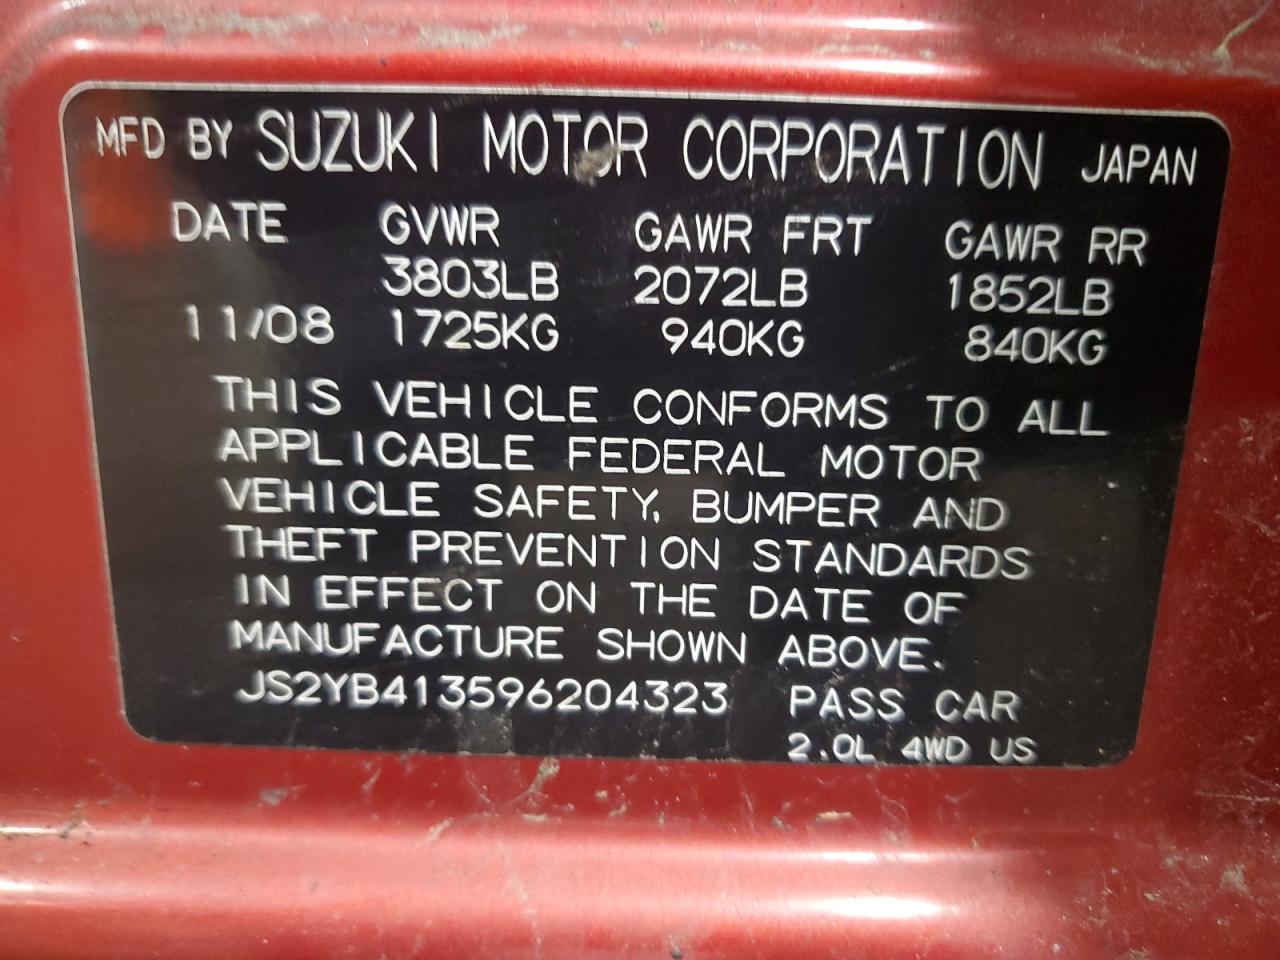 MFD BY SUZUKI MOTOR CORPORATION JAPAN
DATE GVWR GAWR FRT GAWR RR
3803LB 2072LB 1852LB
11/08 1725KG 940KG 840KG
THIS VEHICLE CONFORMS TO ALL
APPLICABLE FEDERAL MOTOR
VEHICLE SAFETY, BUMPER AND
THEFT PREVENTION STANDARDS
IN EFFECT ON THE DATE OF
MANUFACTURE SHOWN ABOVE.
JS2YB413596204323 PASS CAR
2.0L 4WD US